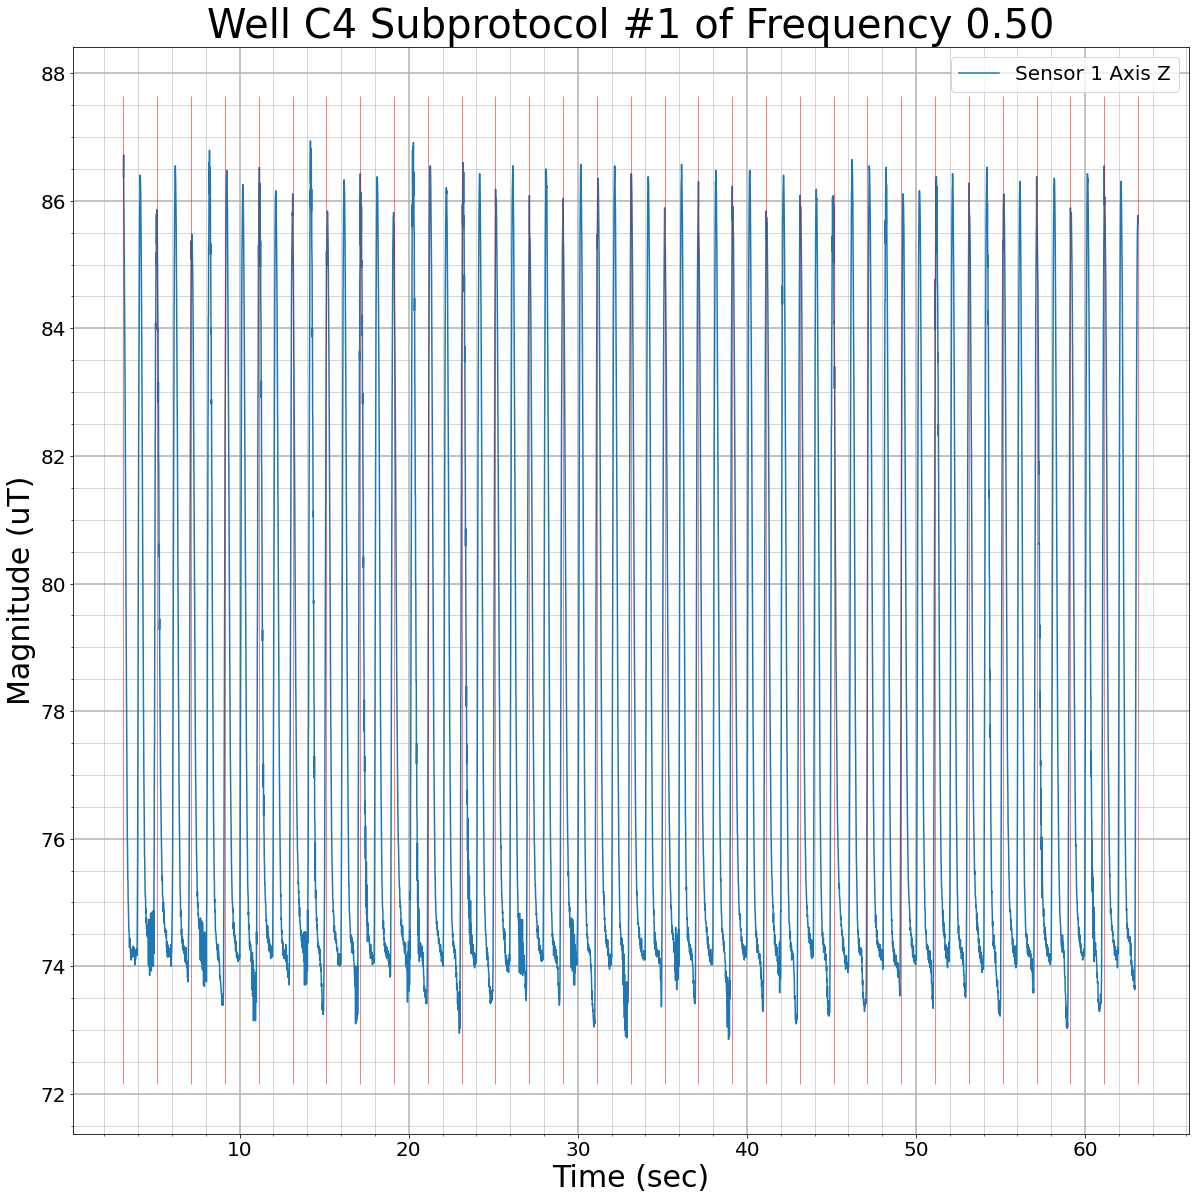 Well C4 Subprotocol #1 of Frequency 0.50
Sensor 1 Axis Z
88
86
84
82
80
78
76
74
72
Magnitude (uT)
10 20 30 40 50 60
Time (sec)